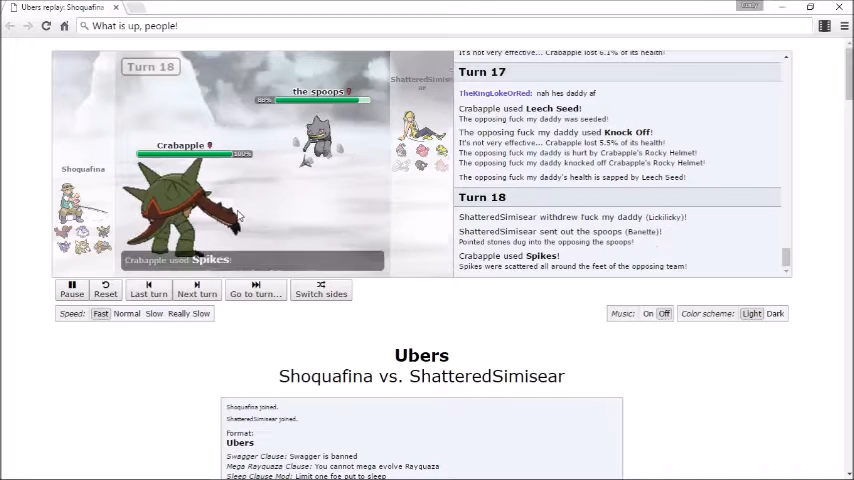 Ubers replay: Shoquafina
What is up, people!
Turn 18
ShatteredSimise
ar
the spoops
88%
Crabapple
100%
Shoquafina
Crabapple used Spikes!
It's not very effective... Crabapple lost 6.1% of its health!
Turn 17
TheKingLokeOrRed: nah hes daddy af
Crabapple used Leech Seed!
The opposing fuck my daddy was seeded!
The opposing fuck my daddy used Knock Off!
It's not very effective... Crabapple lost 5.5% of its health!
The opposing fuck my daddy is hurt by Crabapple's Rocky Helmet!
The opposing fuck my daddy knocked off Crabapple's Rocky Helmet!
The opposing fuck my daddy's health is sapped by Leech Seed!
Turn 18
ShatteredSimisear withdrew fuck my daddy (Lickilicky)!
ShatteredSimisear sent out the spoops (Banette)!
Pointed stones dug into the opposing the spoops!
Crabapple used Spikes!
Spikes were scattered all around the feet of the opposing team!
Pause
Reset
Last turn
Next turn
Go to turn...
Switch sides
Speed: Fast Normal Slow Really Slow
Music: On Off
Color scheme: Light Dark
Ubers
Shoquafina vs. ShatteredSimisear
Shoquafina joined.
ShatteredSimisear joined.
Format:
Ubers
Swagger Clause: Swagger is banned
Mega Rayquaza Clause: You cannot mega evolve Rayquaza
Sleep Clause Mod: Limit one foe put to sleep